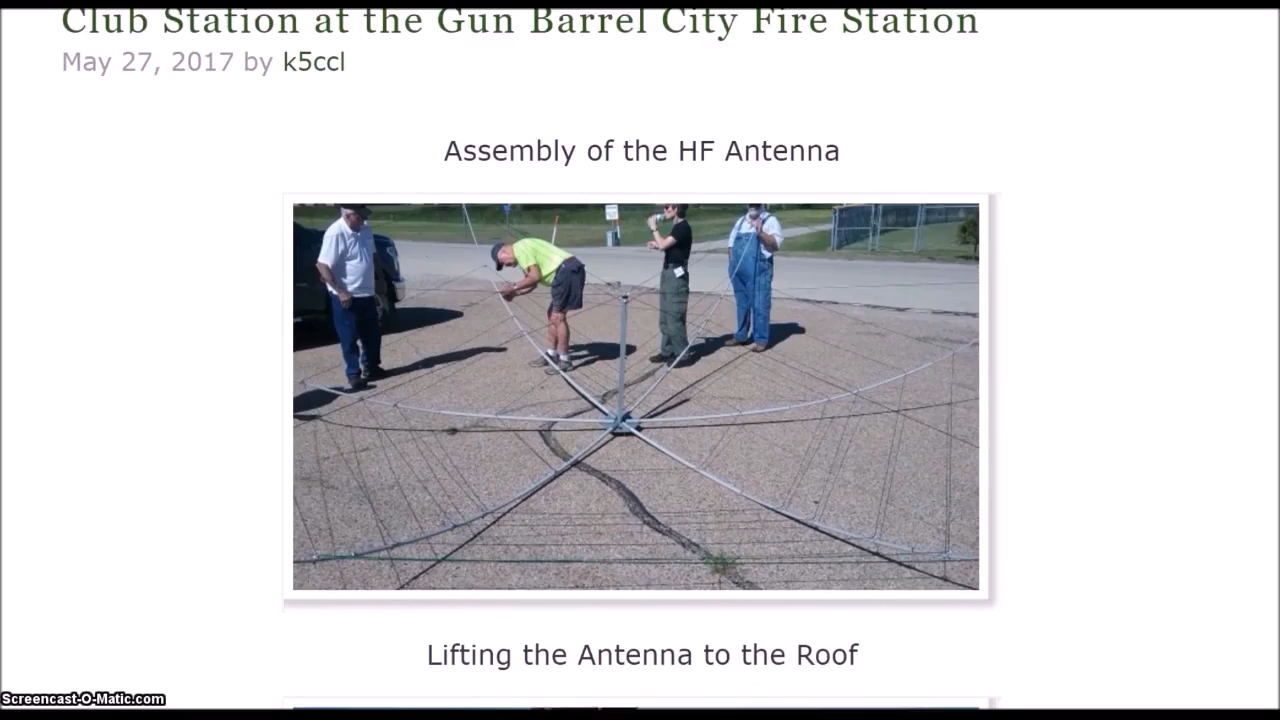 Club Station at the Gun Barrel City Fire Station
May 27, 2017 by k5ccl
Assembly of the HF Antenna
Lifting the Antenna to the Roof
Screencast-O-Matic.com